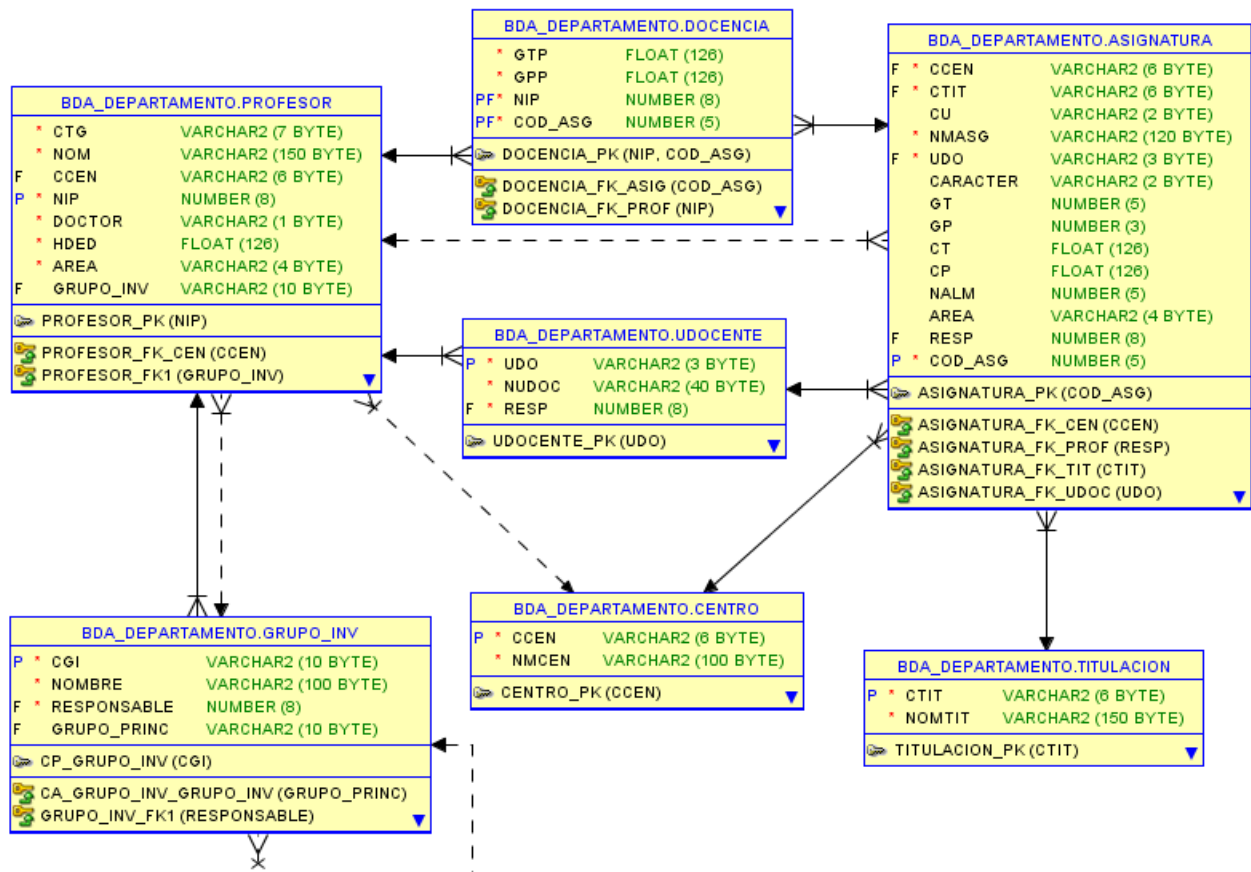 BDA_DEPARTAMENTO.DOCENCIA
* GTP FLOAT (126)
* GPP FLOAT (126)
PF* NIP NUMBER (8)
PF* COD_ASG NUMBER (5)
DOCENCIA_PK (NIP, COD_ASG)
DOCENCIA_FK_ASIG (COD_ASG)
DOCENCIA_FK_PROF (NIP)
BDA_DEPARTAMENTO.ASIGNATURA
F * CCEN VARCHAR2 (6 BYTE)
F * CTIT VARCHAR2 (6 BYTE)
CU VARCHAR2 (2 BYTE)
* NMASG VARCHAR2 (120 BYTE)
F * UDO VARCHAR2 (3 BYTE)
CARACTER VARCHAR2 (2 BYTE)
GT NUMBER (5)
GP NUMBER (3)
CT FLOAT (126)
CP FLOAT (126)
NALM NUMBER (5)
AREA VARCHAR2 (4 BYTE)
F RESP NUMBER (8)
P * COD_ASG NUMBER (5)
ASIGNATURA_PK (COD_ASG)
ASIGNATURA_FK_CEN (CCEN)
ASIGNATURA_FK_PROF (RESP)
ASIGNATURA_FK_TIT (CTIT)
ASIGNATURA_FK_UDOC (UDO)
BDA_DEPARTAMENTO.PROFESOR
* CTG VARCHAR2 (7 BYTE)
* NOM VARCHAR2 (150 BYTE)
F CCEN VARCHAR2 (6 BYTE)
P * NIP NUMBER (8)
* DOCTOR VARCHAR2 (1 BYTE)
* HDED FLOAT (126)
* AREA VARCHAR2 (4 BYTE)
F GRUPO_INV VARCHAR2 (10 BYTE)
PROFESOR_PK (NIP)
PROFESOR_FK_CEN (CCEN)
PROFESOR_FK1 (GRUPO_INV)
BDA_DEPARTAMENTO.UDOCENTE
P * UDO VARCHAR2 (3 BYTE)
* NUDOC VARCHAR2 (40 BYTE)
F * RESP NUMBER (8)
UDOCENTE_PK (UDO)
BDA_DEPARTAMENTO.GRUPO_INV
P * CGI VARCHAR2 (10 BYTE)
* NOMBRE VARCHAR2 (100 BYTE)
F * RESPONSABLE NUMBER (8)
F GRUPO_PRINC VARCHAR2 (10 BYTE)
CP_GRUPO_INV (CGI)
CA_GRUPO_INV_GRUPO_INV (GRUPO_PRINC)
GRUPO_INV_FK1 (RESPONSABLE)
BDA_DEPARTAMENTO.CENTRO
P * CCEN VARCHAR2 (6 BYTE)
* NMCEN VARCHAR2 (100 BYTE)
CENTRO_PK (CCEN)
BDA_DEPARTAMENTO.TITULACION
P * CTIT VARCHAR2 (6 BYTE)
* NOMTIT VARCHAR2 (150 BYTE)
TITULACION_PK (CTIT)